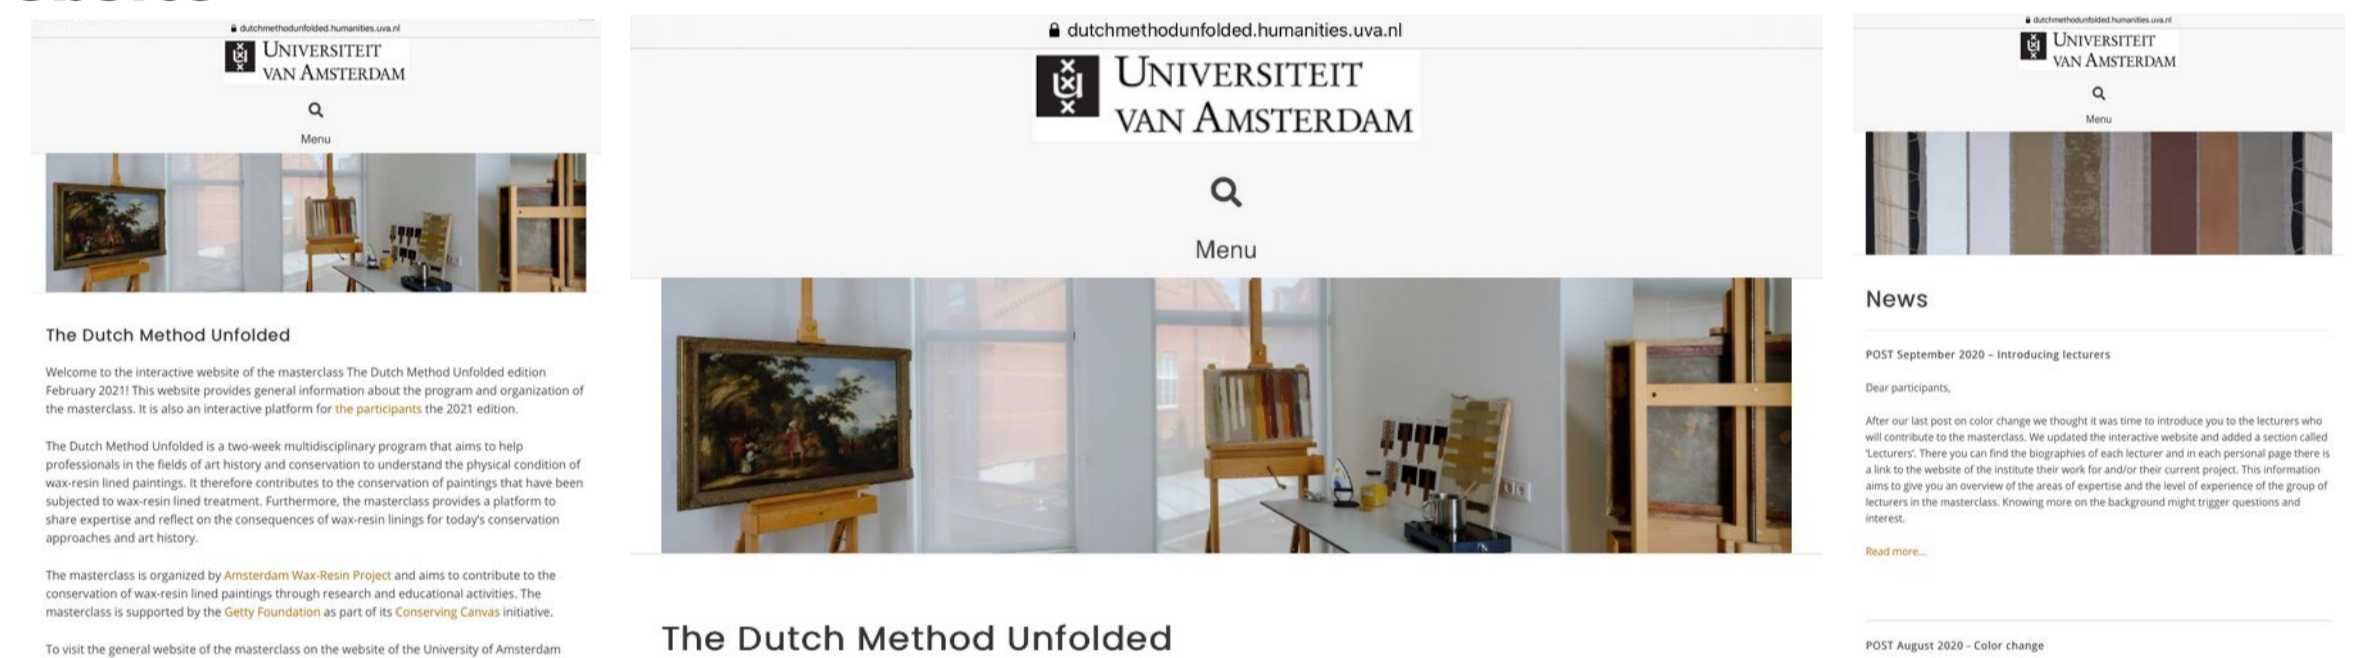 dutchmethodunfolded.humanities.uva.nl
UNIVERSITEIT
VAN AMSTERDAM
Menu
The Dutch Method Unfolded
Welcome to the interactive website of the masterclass The Dutch Method Unfolded edition
February 2021! This website provides general information about the program and organization of
the masterclass. It is also an interactive platform for the participants the 2021 edition.
The Dutch Method Unfolded is a two-week multidisciplinary program that aims to help
professionals in the fields of art history and conservation to understand the physical condition of
wax-resin lined paintings. It therefore contributes to the conservation of paintings that have been
subjected to wax-resin lined treatment. Furthermore, the masterclass provides a platform to
share expertise and reflect on the consequences of wax-resin linings for today's conservation
approaches and art history.
The masterclass is organized by Amsterdam Wax-Resin Project and aims to contribute to the
conservation of wax-resin lined paintings through research and educational activities. The
masterclass is supported by the Getty Foundation as part of its Conserving Canvas initiative.
To visit the general website of the masterclass on the website of the University of Amsterdam
dutchmethodunfolded.humanities.uva.nl
UNIVERSITEIT
VAN AMSTERDAM
Menu
The Dutch Method Unfolded
dutchmethodunfolded.humanities.uva.nl
UNIVERSITEIT
VAN AMSTERDAM
Menu
News
POST September 2020 – Introducing lecturers
Dear participants,
After our last post on color change we thought it was time to introduce you to the lecturers who
will contribute to the masterclass. We updated the interactive website and added a section called
'Lecturers'. There you can find the biographies of each lecturer and in each personal page there is
a link to the website of the institute their work for and/or their current project. This information
aims to give you an overview of the areas of expertise and the level of experience of the group of
lecturers in the masterclass. Knowing more on the background might trigger questions and
interest.
Read more...
POST August 2020 – Color change